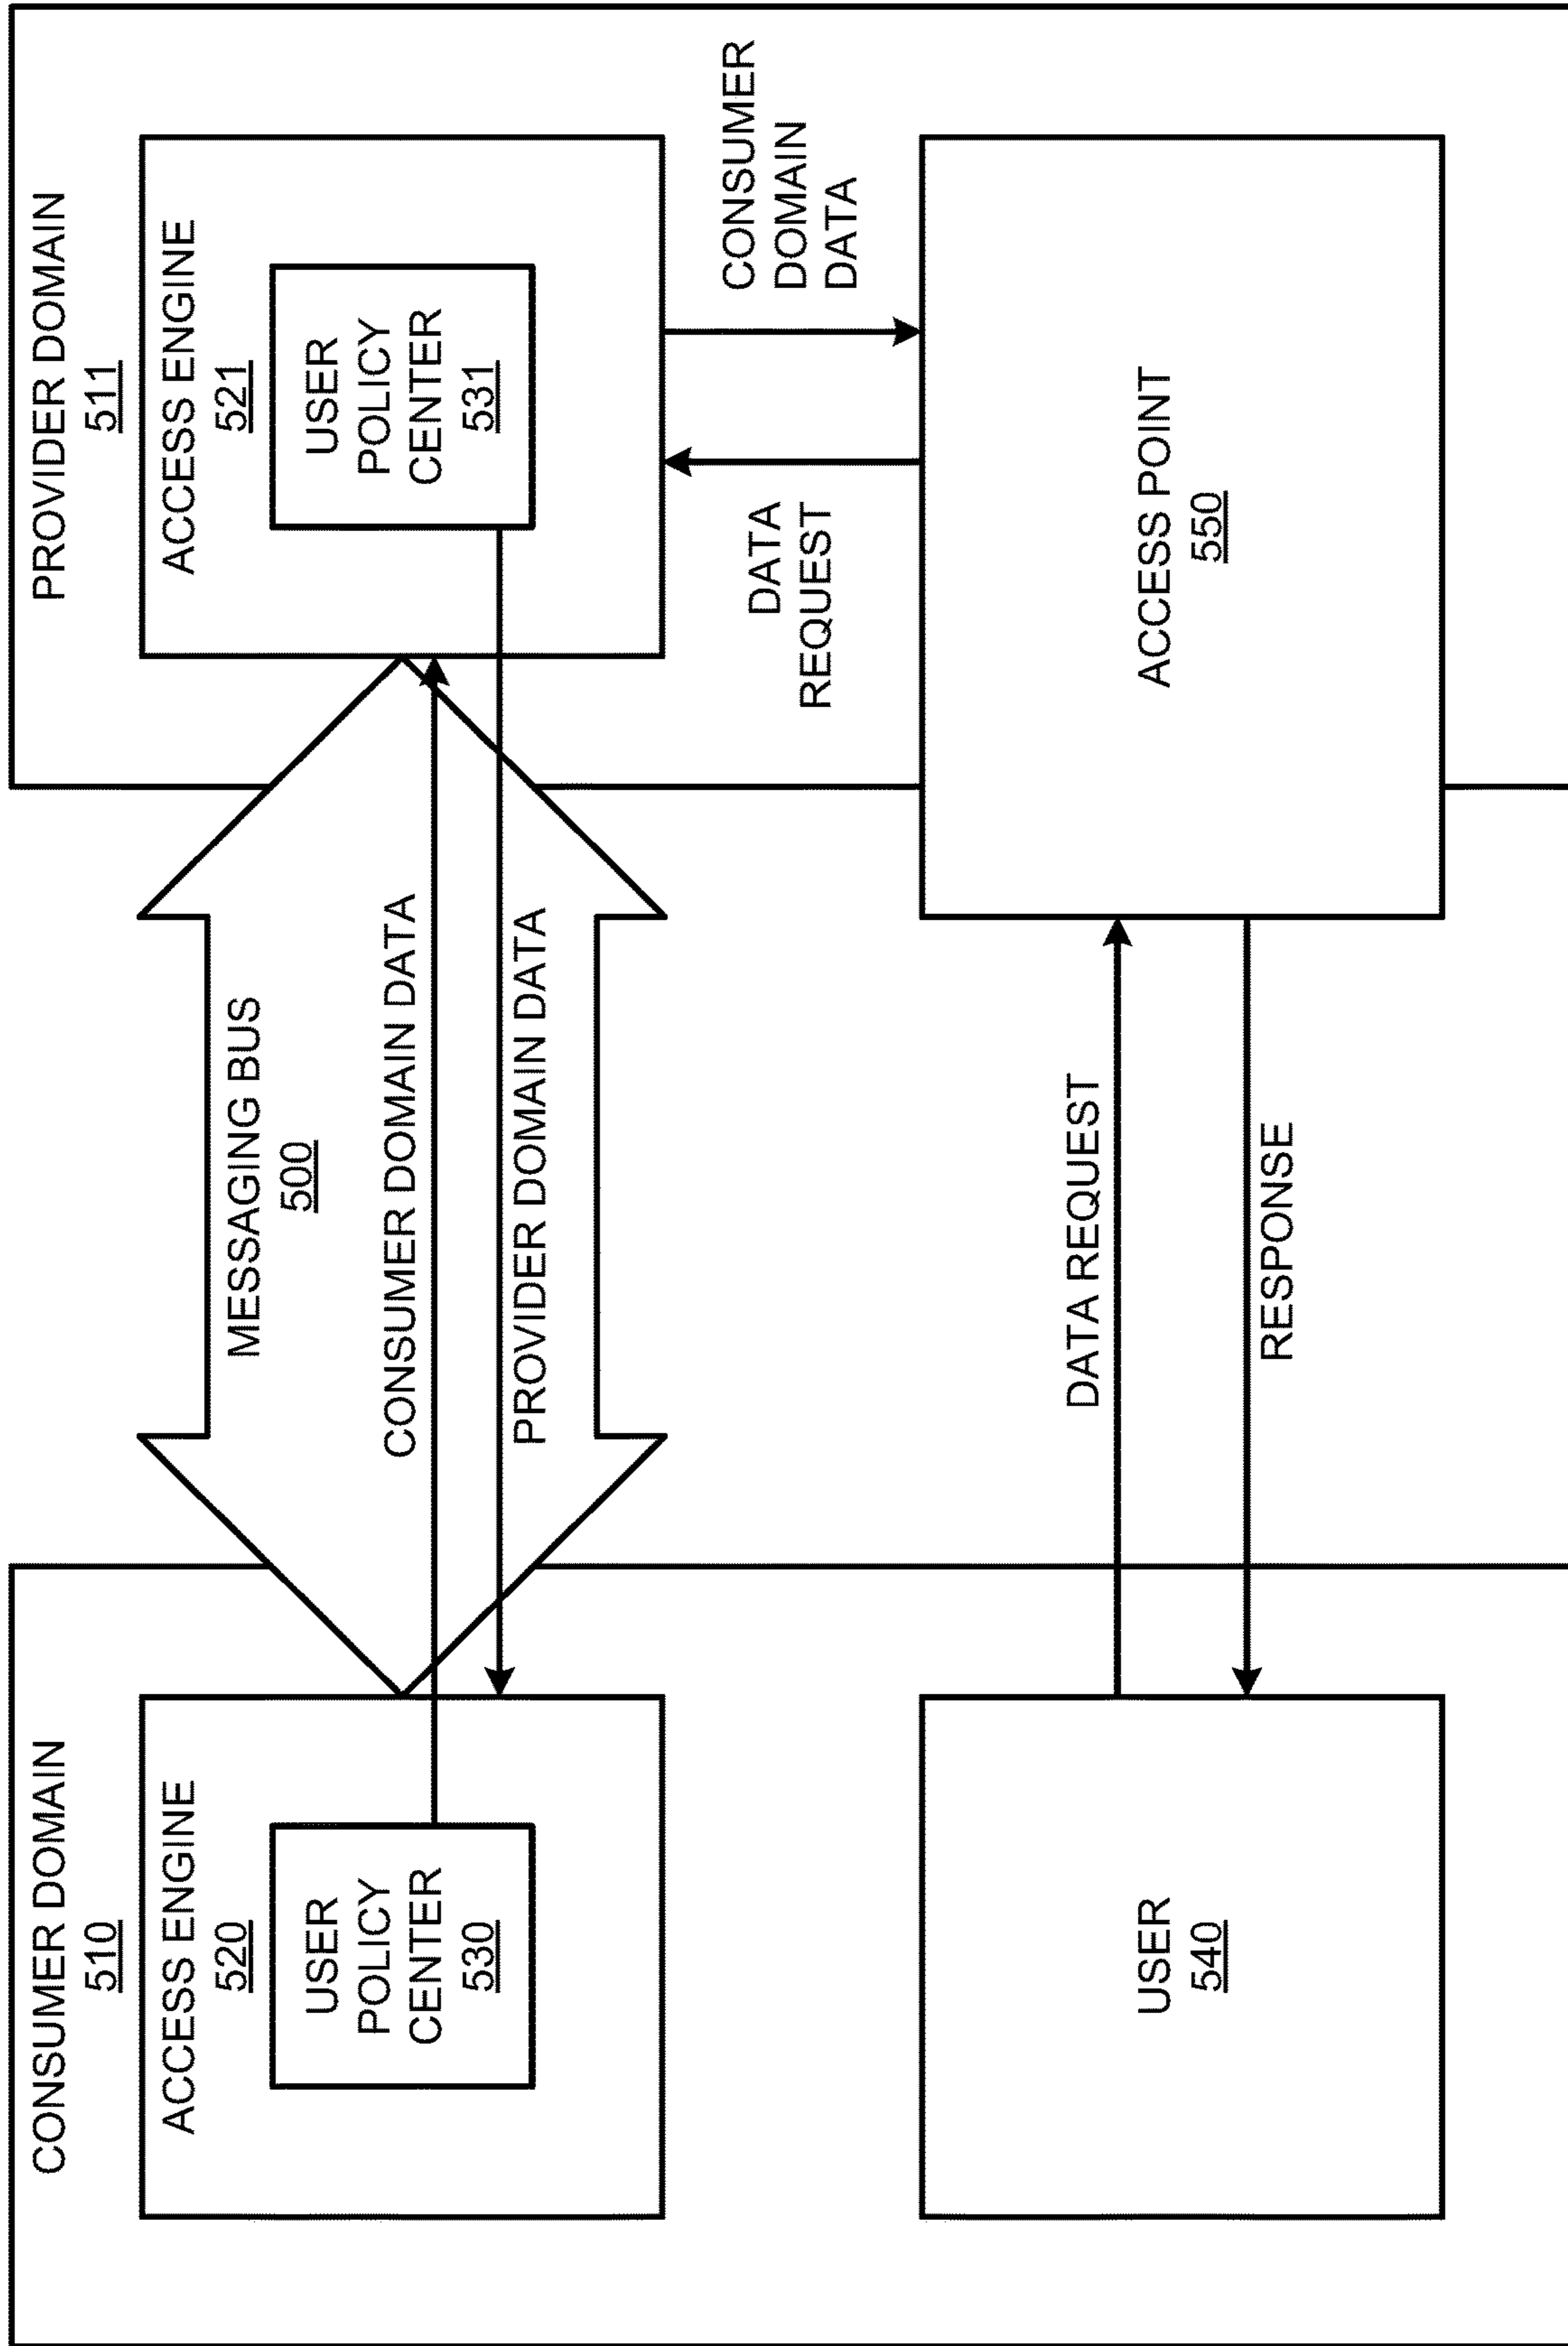 CONSUMER DOMAIN
510
ACCESS ENGINE
520
USER
POLICY
CENTER
530
MESSAGING BUS
500
CONSUMER DOMAIN DATA
PROVIDER DOMAIN DATA
PROVIDER DOMAIN
511
ACCESS ENGINE
521
USER
POLICY
CENTER
531
DATA
REQUEST
CONSUMER
DOMAIN
DATA
USER
540
DATA REQUEST
RESPONSE
ACCESS POINT
550